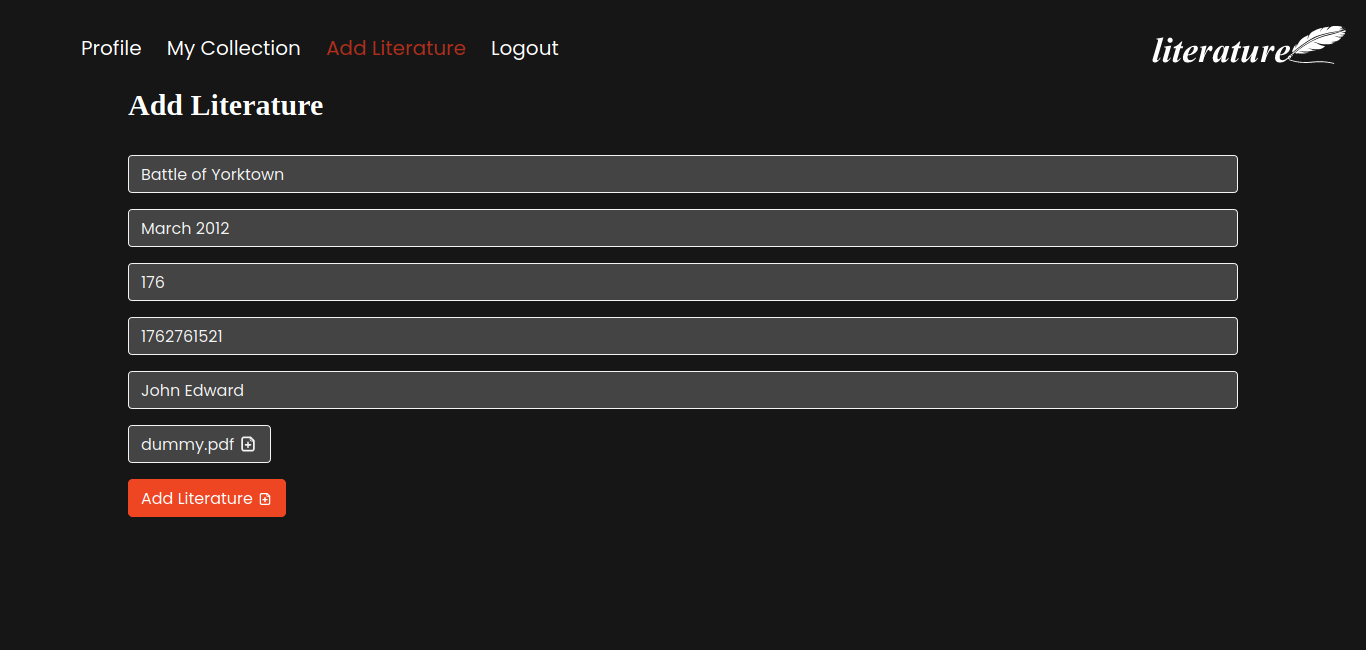 Profile My Collection Add Literature Logout literature
Add Literature
Battle of Yorktown
March 2012
176
1762761521
John Edward
dummy.pdf
Add Literature